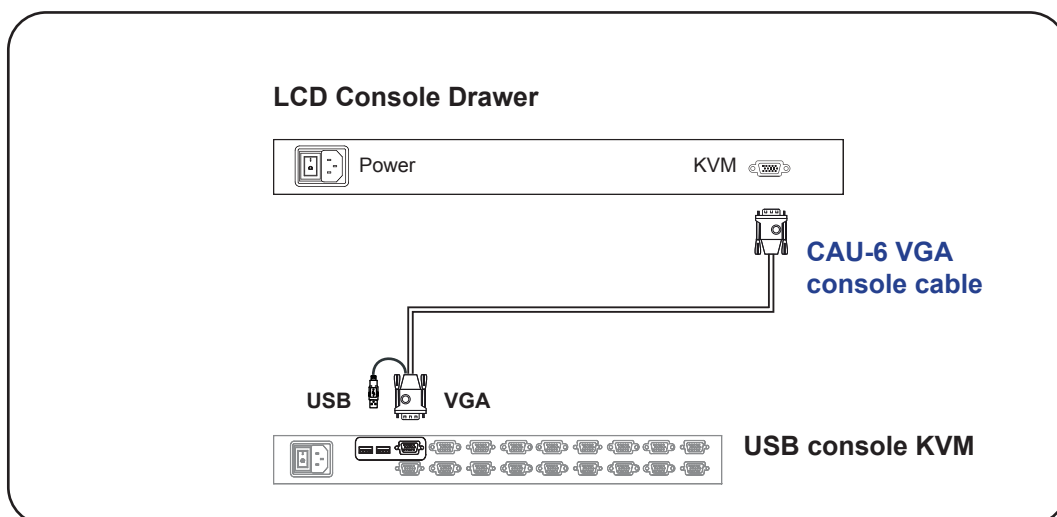 LCD Console Drawer
Power
KVM
CAU-6 VGA
console cable
USB
VGA
USB console KVM